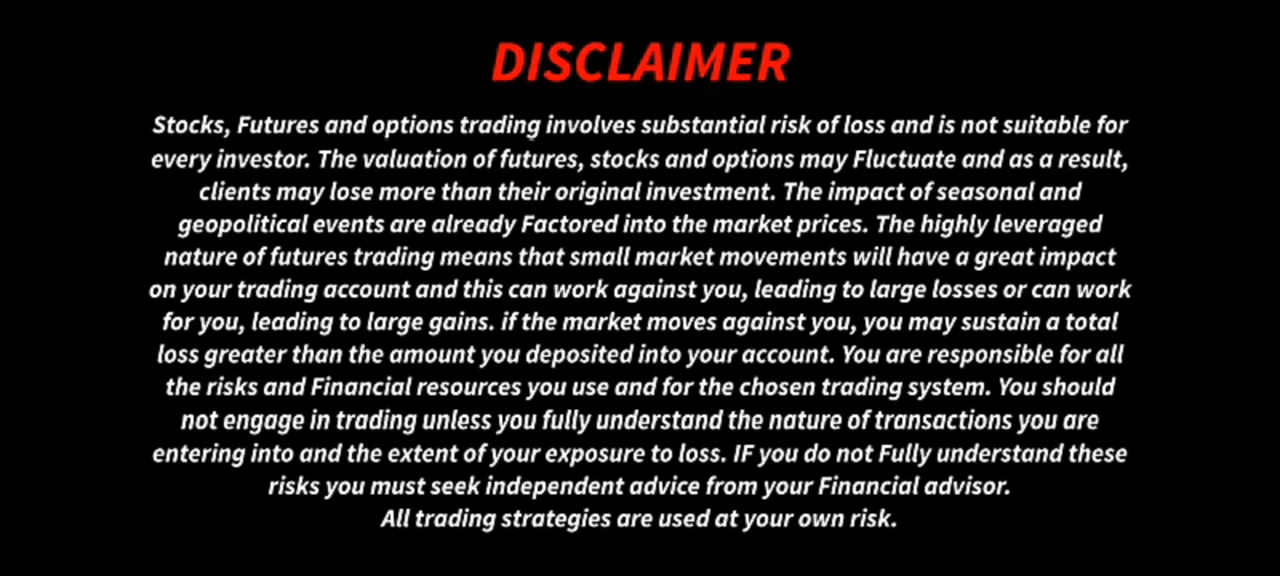 DISCLAIMER
Stocks, Futures and options trading involves substantial risk of loss and is not suitable for
every investor. The valuation of futures, stocks and options may Fluctuate and as a result,
clients may lose more than their original investment. The impact of seasonal and
geopolitical events are already Factored into the market prices. The highly leveraged
nature of futures trading means that small market movements will have a great impact
on your trading account and this can work against you, leading to large losses or can work
for you, leading to large gains. if the market moves against you, you may sustain a total
loss greater than the amount you deposited into your account. You are responsible for all
the risks and Financial resources you use and for the chosen trading system. You should
not engage in trading unless you fully understand the nature of transactions you are
entering into and the extent of your exposure to loss. IF you do not Fully understand these
risks you must seek independent advice from your Financial advisor.
All trading strategies are used at your own risk.